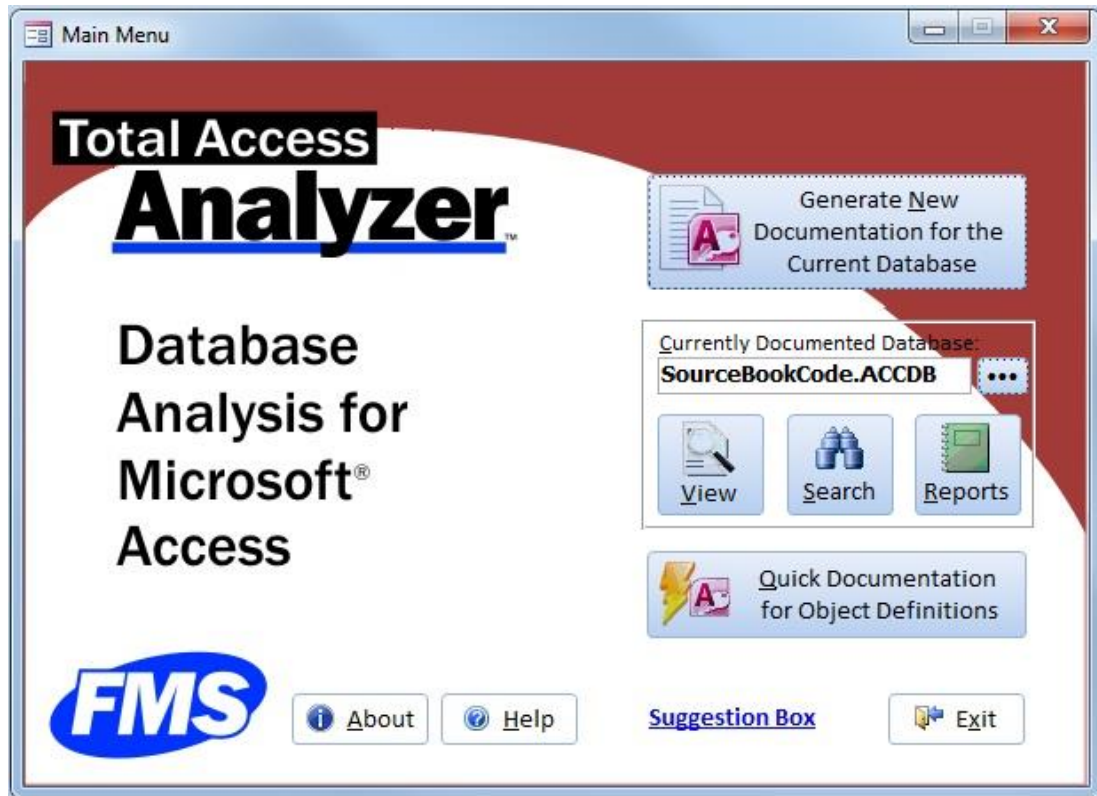 Main Menu
Total Access
Analyzer™
Database
Analysis for
Microsoft®
Access
Generate New
Documentation for the
Current Database
Currently Documented Database:
SourceBookCode.ACCDB
...
View
Search
Reports
Quick Documentation
for Object Definitions
FMS
About
Help
Suggestion Box
Exit